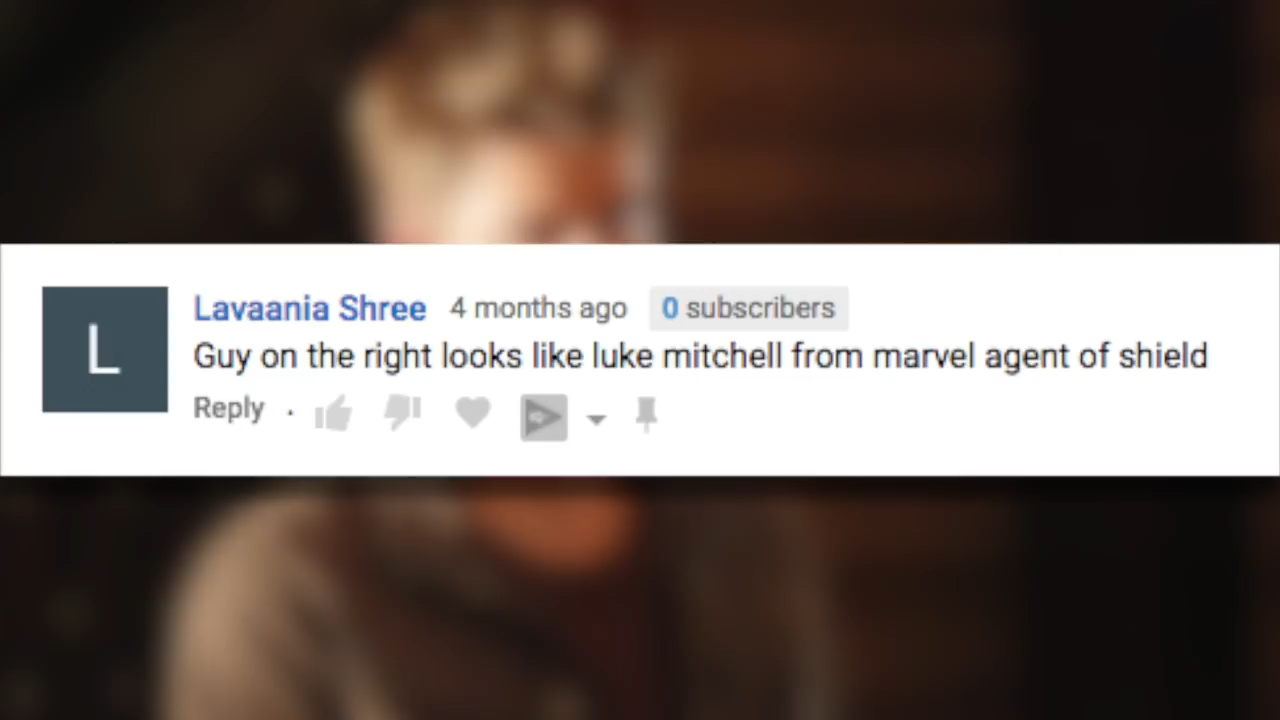 L
Lavaania Shree 4 months ago 0 subscribers
Guy on the right looks like luke mitchell from marvel agent of shield
Reply ·